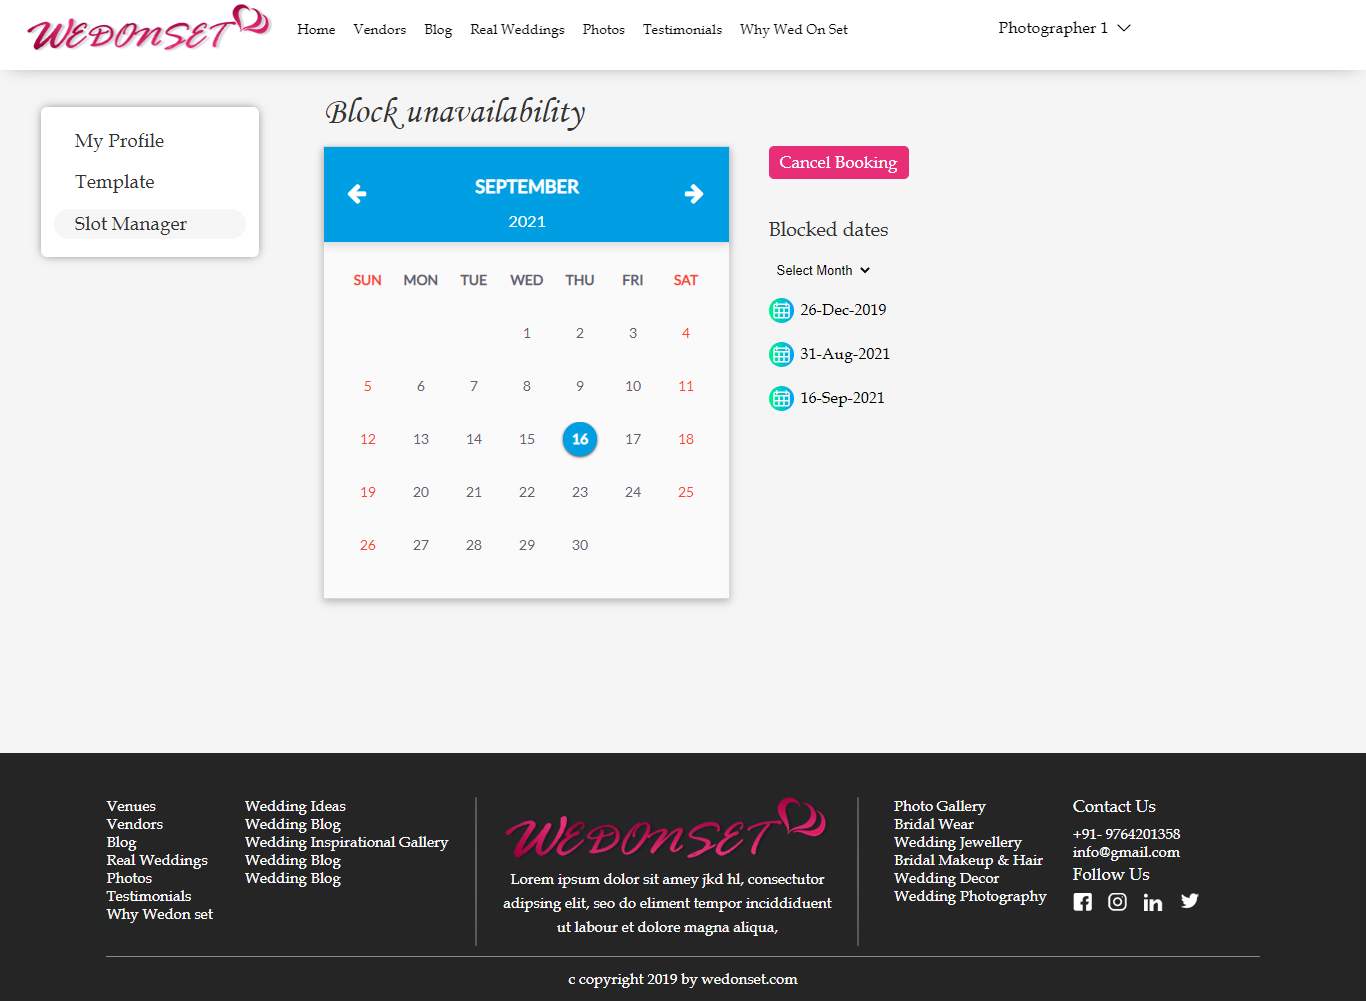 WEDONSET
Home Vendors Blog Real Weddings Photos Testimonials Why Wed On Set
Photographer 1
My Profile
Template
Slot Manager
Block unavailability
SEPTEMBER
2021
SUN MON TUE WED THU FRI SAT
1 2 3 4
5 6 7 8 9 10 11
12 13 14 15 16 17 18
19 20 21 22 23 24 25
26 27 28 29 30
Cancel Booking
Blocked dates
Select Month
26-Dec-2019
31-Aug-2021
16-Sep-2021
Venues
Vendors
Blog
Real Weddings
Photos
Testimonials
Why Wedon set
Wedding Ideas
Wedding Blog
Wedding Inspirational Gallery
Wedding Blog
Wedding Blog
WEDONSET
Lorem ipsum dolor sit amey jkd hl, consectutor
adipsing elit, seo do eliment tempor inciddiduent
ut labour et dolore magna aliqua,
Photo Gallery
Bridal Wear
Wedding Jewellery
Bridal Makeup & Hair
Wedding Decor
Wedding Photography
Contact Us
+91- 9764201358
info@gmail.com
Follow Us
c copyright 2019 by wedonset.com